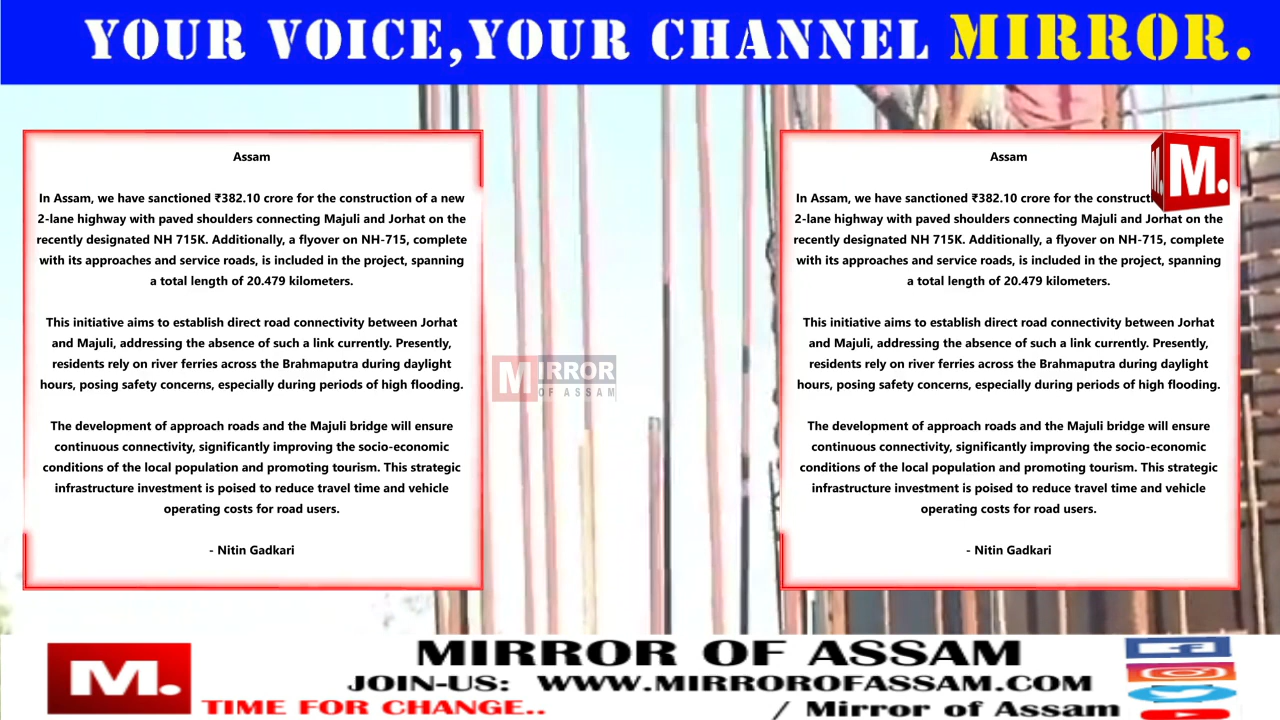 YOUR VOICE,YOUR CHANNEL MIRROR.
Assam
In Assam, we have sanctioned ₹382.10 crore for the construction of a new
2-lane highway with paved shoulders connecting Majuli and Jorhat on the
recently designated NH 715K. Additionally, a flyover on NH-715, complete
with its approaches and service roads, is included in the project, spanning
a total length of 20.479 kilometers.
This initiative aims to establish direct road connectivity between Jorhat
and Majuli, addressing the absence of such a link currently. Presently,
residents rely on river ferries across the Brahmaputra during daylight
hours, posing safety concerns, especially during periods of high flooding.
The development of approach roads and the Majuli bridge will ensure
continuous connectivity, significantly improving the socio-economic
conditions of the local population and promoting tourism. This strategic
infrastructure investment is poised to reduce travel time and vehicle
operating costs for road users.
- Nitin Gadkari
MIRROR
OF ASSAM
Assam
M. M.
In Assam, we have sanctioned ₹382.10 crore for the
2-lane highway with paved shoulders connecting Majuli and Jorhat on the
recently designated NH 715K. Additionally, a flyover on NH-715, complete
with its approaches and service roads, is included in the project, spanning
a total length of 20.479 kilometers.
This initiative aims to establish direct road connectivity between Jorhat
and Majuli, addressing the absence of such a link currently. Presently,
residents rely on river ferries across the Brahmaputra during daylight
hours, posing safety concerns, especially during periods of high flooding.
The development of approach roads and the Majuli bridge will ensure
continuous connectivity, significantly improving the socio-economic
conditions of the local population and promoting tourism. This strategic
infrastructure investment is poised to reduce travel time and vehicle
operating costs for road users.
- Nitin Gadkari
M.
MIRROR OF ASSAM
JOIN-US: WWW.MIRROROFASSAM.COM
TIME FOR CHANGE..
/ Mirror of Assam